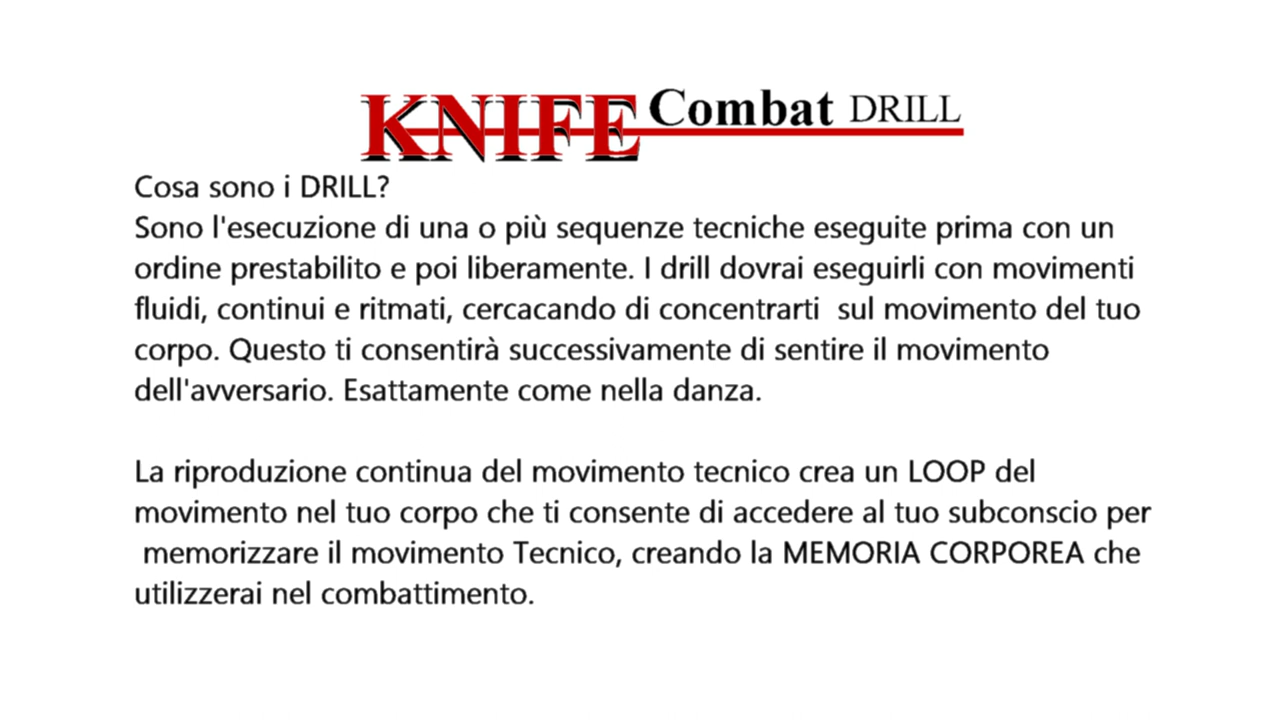 KNIFE Combat DRILL
Cosa sono i DRILL?
Sono l'esecuzione di una o più sequenze tecniche eseguite prima con un
ordine prestabilito e poi liberamente. I drill dovrai eseguirli con movimenti
fluidi, continui e ritmati, cercacando di concentrarti  sul movimento del tuo
corpo. Questo ti consentirà successivamente di sentire il movimento
dell'avversario. Esattamente come nella danza.
La riproduzione continua del movimento tecnico crea un LOOP del
movimento nel tuo corpo che ti consente di accedere al tuo subconscio per
memorizzare il movimento Tecnico, creando la MEMORIA CORPOREA che
utilizzerai nel combattimento.